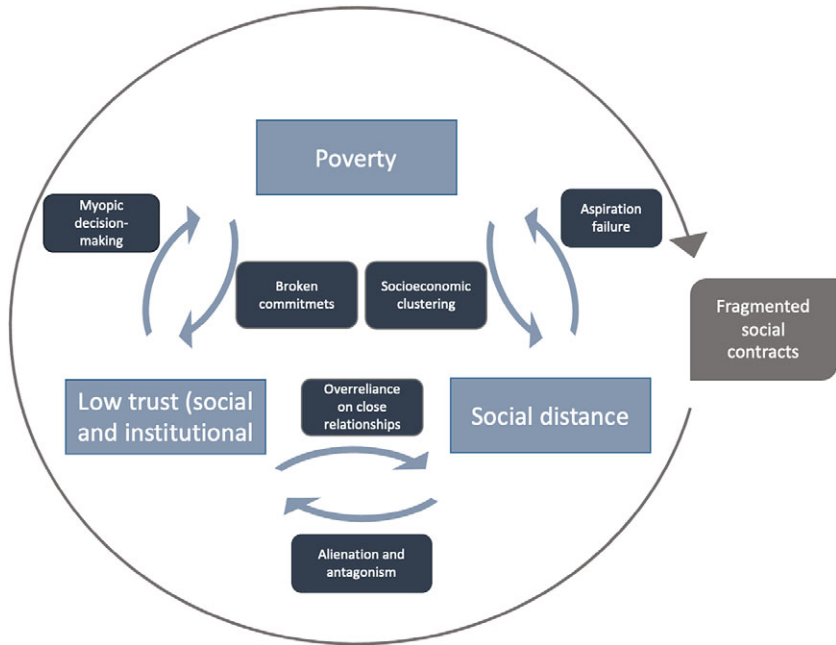 Poverty
Myopic
decision-
making
Aspiration
failure
Broken
commitmets
Socioeconomic
clustering
Fragmented
social
contracts
Low trust (social
and institutional
Overreliance
on close
relationships
Social distance
Alienation and
antagonism